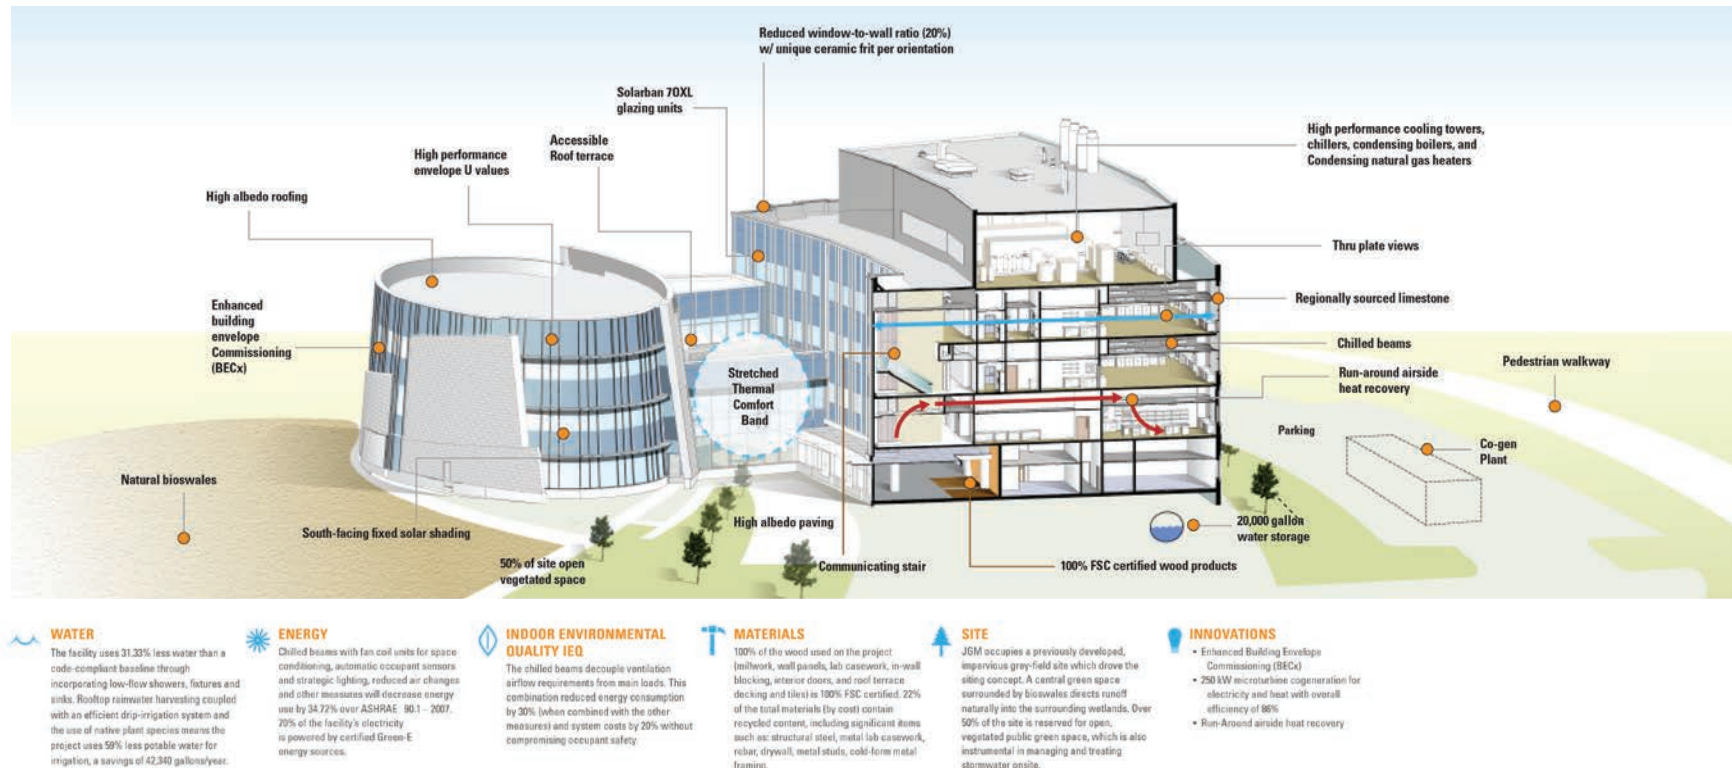 Reduced window-to-wall ratio (20%)
w/ unique ceramic frit per orientation
Solarban 70XL
glazing units
Accessible
Roof terrace
High performance
envelope U values
High albedo roofing
High performance cooling towers,
chillers, condensing boilers, and
Condensing natural gas heaters
Thru plate views
Enhanced
building
envelope
Commissioning
(BECx)
Regionally sourced limestone
Chilled beams
Stretched
Thermal
Comfort
Band
Run-around airside
heat recovery
Pedestrian walkway
Parking
Co-gen
Plant
Natural bioswales
South-facing fixed solar shading
High albedo paving
20,000 gallon
water storage
50% of site open
vegetated space
Communicating stair
100% FSC certified wood products
WATER
The facility uses 31.33% less water than a
code-compliant baseline through
incorporating low-flow showers, fixtures and
sinks. Rooftop rainwater harvesting coupled
with an efficient drip-irrigation system and
the use of native plant species means the
project uses 59% less potable water for
irrigation, a savings of 42,340 gallons/year.
ENERGY
Chilled beams with fan coil units for space
conditioning, automatic occupant sensors
and strategic lighting, reduced air changes
and other measures will decrease energy
use by 34.72% over ASHRAE 90.1 – 2007.
70% of the facility's electricity
is powered by certified Green-E
energy sources.
INDOOR ENVIRONMENTAL
QUALITY IEQ
The chilled beams decouple ventilation
airflow requirements from main loads. This
combination reduced energy consumption
by 30% (when combined with the other
measures) and system costs by 20% without
compromising occupant safety
MATERIALS
100% of the wood used on the project
(millwork, wall panels, lab casework, in-wall
blocking, interior doors, and roof terrace
decking and tiles) is 100% FSC certified. 22%
of the total materials (by cost) contain
recycled content, including significant items
such as: structural steel, metal lab casework,
rebar, drywall, metal studs, cold-form metal
framing.
SITE
JGM occupies a previously developed,
impervious grey-field site which drove the
siting concept. A central green space
surrounded by bioswales directs runoff
naturally into the surrounding wetlands. Over
50% of the site is reserved for open,
vegetated public green space, which is also
instrumental in managing and treating
stormwater onsite.
INNOVATIONS
• Enhanced Building Envelope
Commissioning (BECx)
• 250 kW microturbine cogeneration for
electricity and heat with overall
efficiency of 86%
• Run-Around airside heat recovery